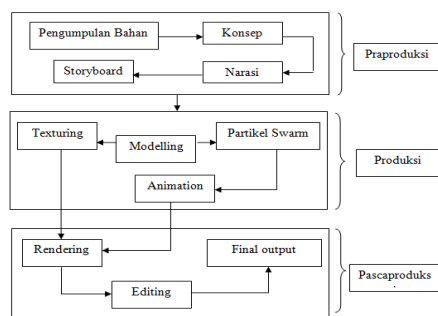 Pengumpulan Bahan
Konsep
Storyboard
Narasi
Praproduksi
Texturing
Modelling
Partikel Swarm
Animation
Produksi
Rendering
Final output
Editing
Pascaproduks
.